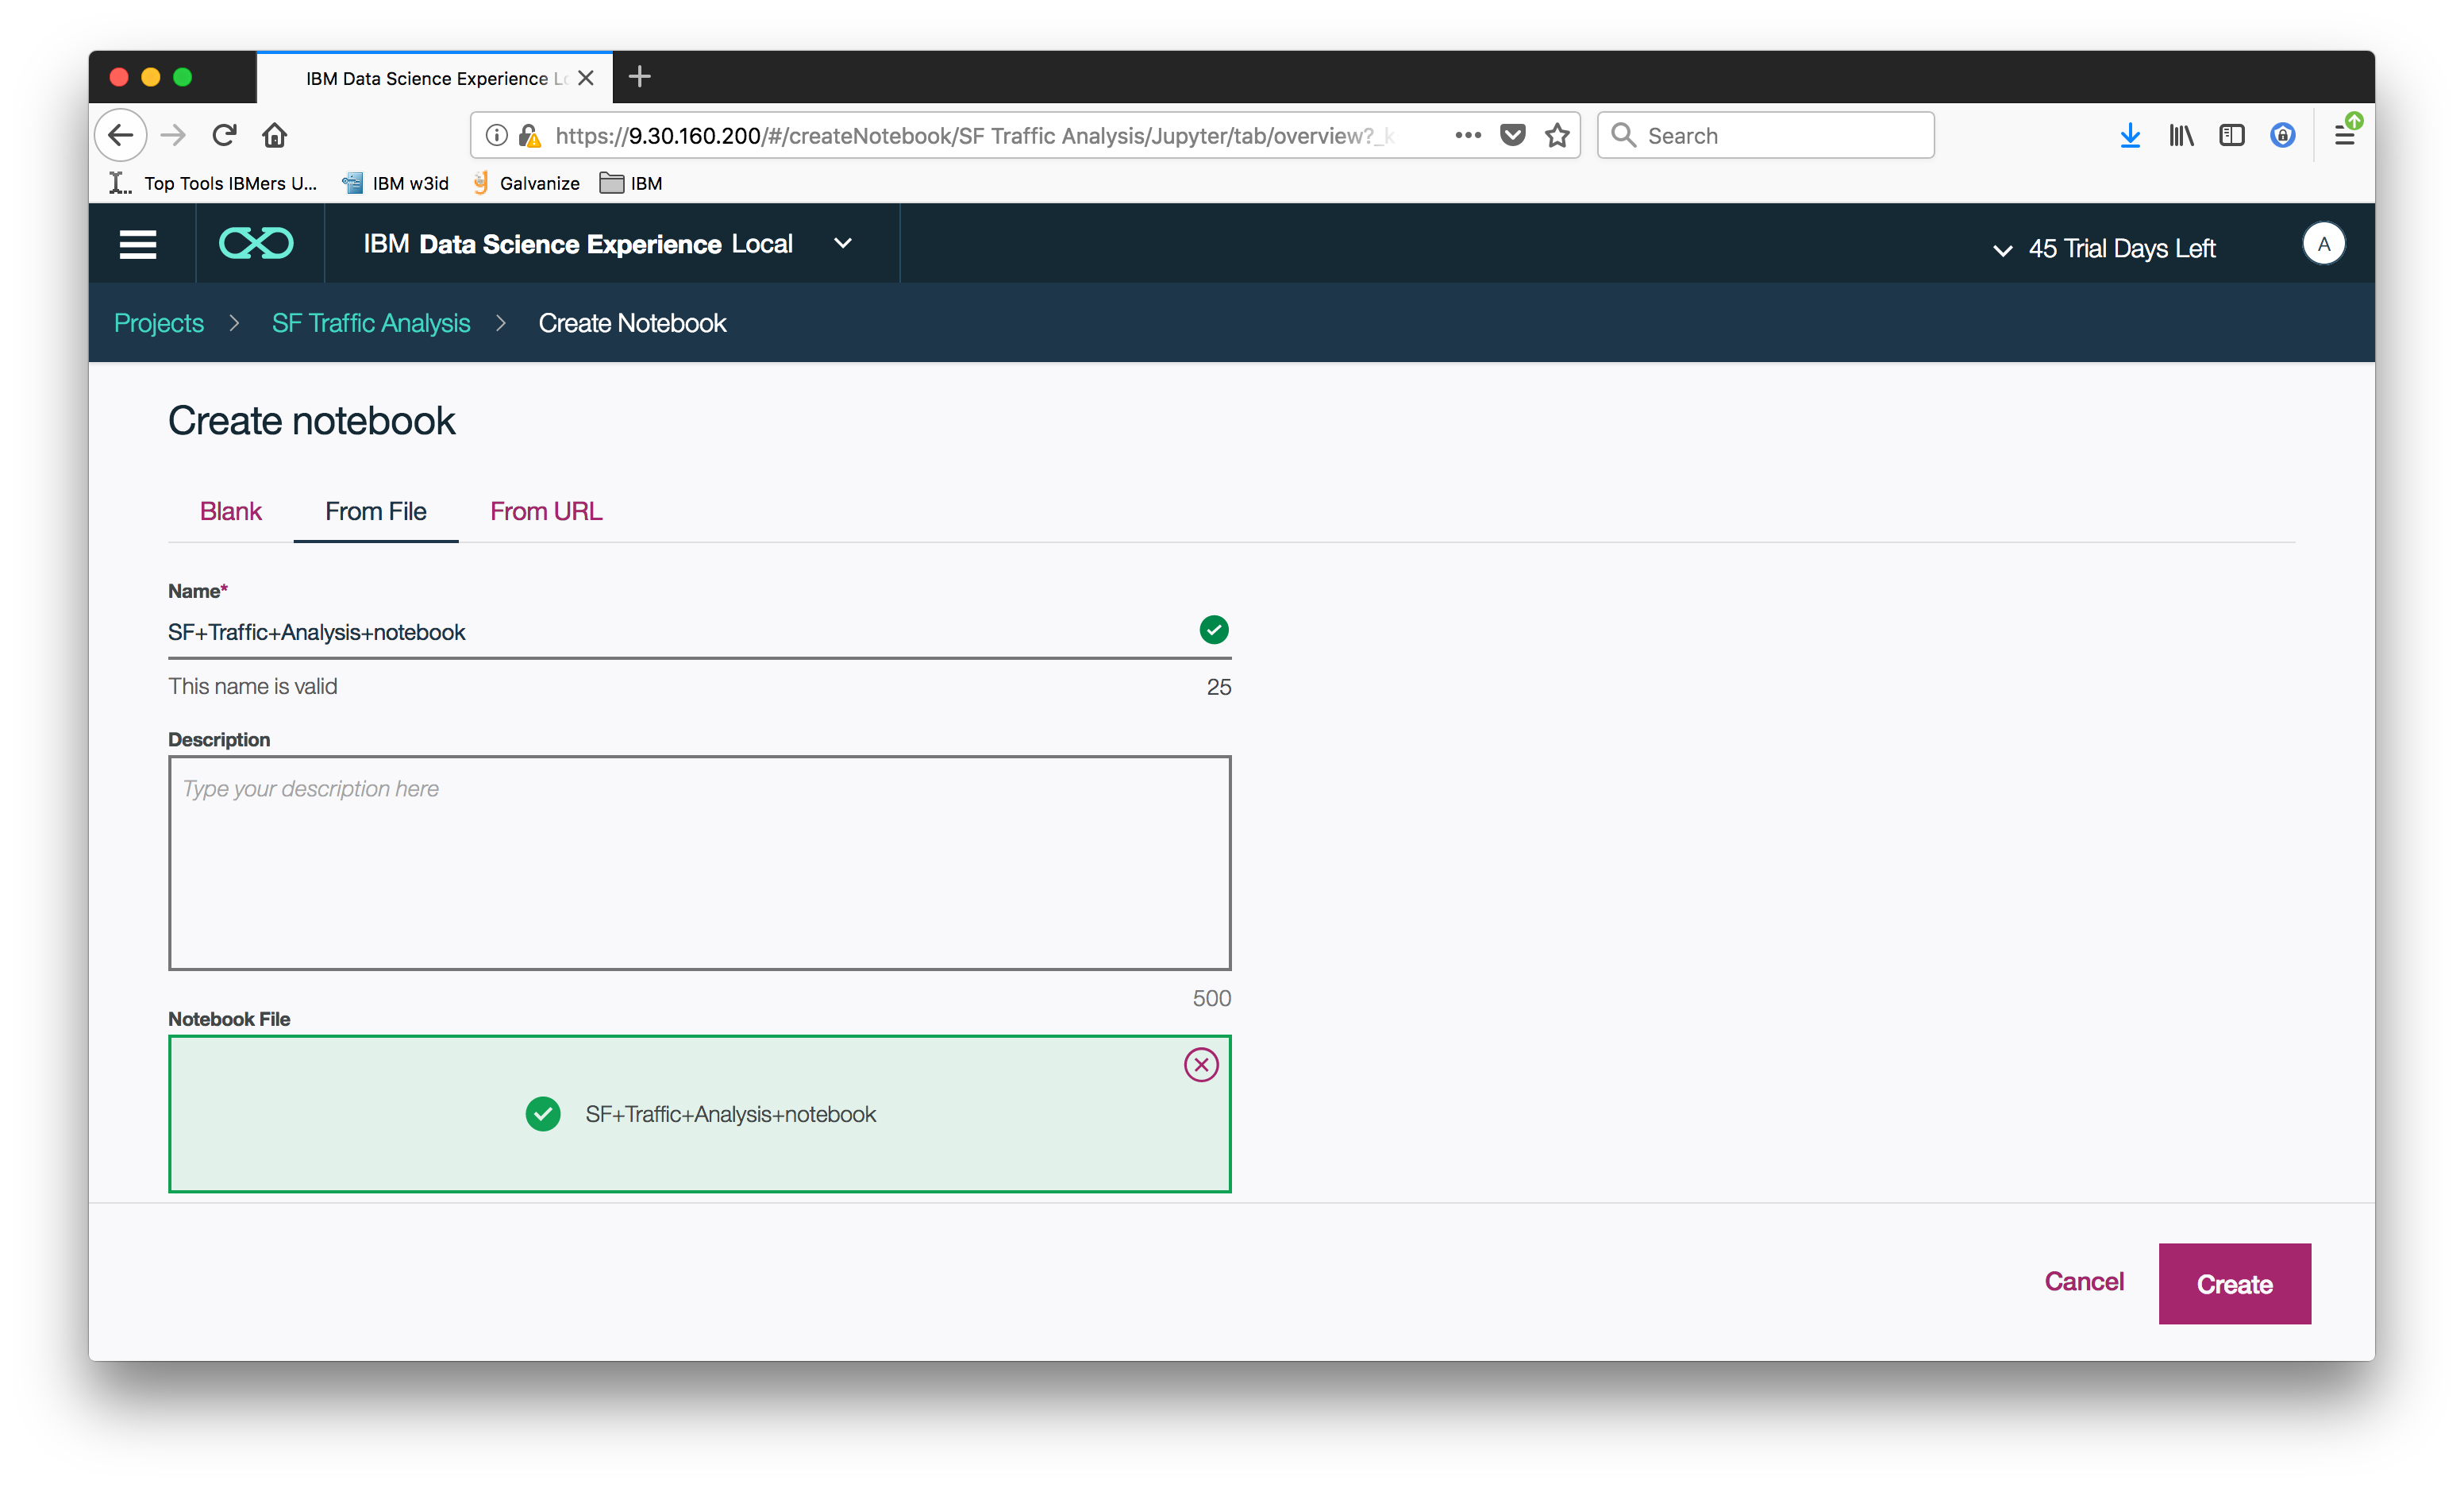 IBM Data Science Experience Lo
https://9.30.160.200/#/createNotebook/SF Traffic Analysis/Jupyter/tab/overview?_k
Search
Top Tools IBMers U... IBM w3id Galvanize IBM
IBM Data Science Experience Local
45 Trial Days Left
A
Projects > SF Traffic Analysis > Create Notebook
Create notebook
Blank From File From URL
Name*
SF+Traffic+Analysis+notebook
This name is valid 25
Description
Type your description here
500
Notebook File
SF+Traffic+Analysis+notebook
Cancel Create